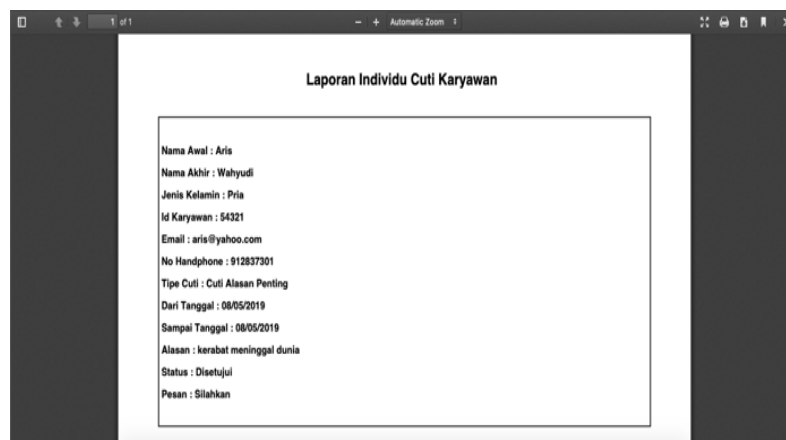 1 of 1
Automatic Zoom
Laporan Individu Cuti Karyawan
Nama Awal : Aris
Nama Akhir : Wahyudi
Jenis Kelamin : Pria
Id Karyawan : 54321
Email : aris@yahoo.com
No Handphone : 912837301
Tipe Cuti : Cuti Alasan Penting
Dari Tanggal : 08/05/2019
Sampai Tanggal : 08/05/2019
Alasan : kerabat meninggal dunia
Status : Disetujui
Pesan : Silahkan